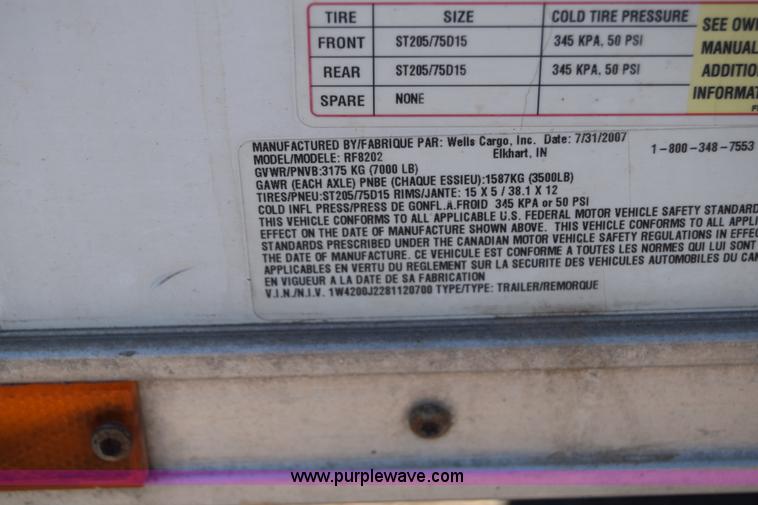 TIRE SIZE COLD TIRE PRESSURE
FRONT ST205/75D15 345 KPA, 50 PSI
REAR ST205/75D15 345 KPA, 50 PSI
SPARE NONE
SEE OWN
MANUAL
ADDITIO
INFORMAT
MANUFACTURED BY/FABRIQUE PAR: Wells Cargo, Inc. Date: 7/31/2007
Elkhart, IN 1-800-348-7553
MODEL/MODELE: RF8202
GVWR/PNVB:3175 KG (7000 LB)
GAWR (EACH AXLE) PNBE (CHAQUE ESSIEU):1587KG (3500LB)
TIRES/PNEU:ST205/75D15 RIMS/JANTE: 15 X 5 / 38.1 X 12
COLD INFL PRESS/PRESS DE GONFL.A.FROID 345 KPA or 50 PSI
THIS VEHICLE CONFORMS TO ALL APPLICABLE U.S. FEDERAL MOTOR VEHICLE SAFETY STANDARD
EFFECT ON THE DATE OF MANUFACTURE SHOWN ABOVE. THIS VEHICLE CONFORMS TO ALL APPL
STANDARDS PRESCRIBED UNDER THE CANADIAN MOTOR VEHICLE SAFETY REGULATIONS IN EFFEC
THE DATE OF MANUFACTURE. CE VEHICULE EST CONFORME A TOUTES LES NORMES QUI LUI SONT
APPLICABLES EN VERTU DU REGLEMENT SUR LA SECURITE DES VEHICULES AUTOMOBILES DU CAN
EN VIGUEUR A LA DATE DE SA FABRICATION
V.I.N./N.I.V. 1W4200J2281120700 TYPE/TYPE: TRAILER/REMORQUE
www.purplewave.com